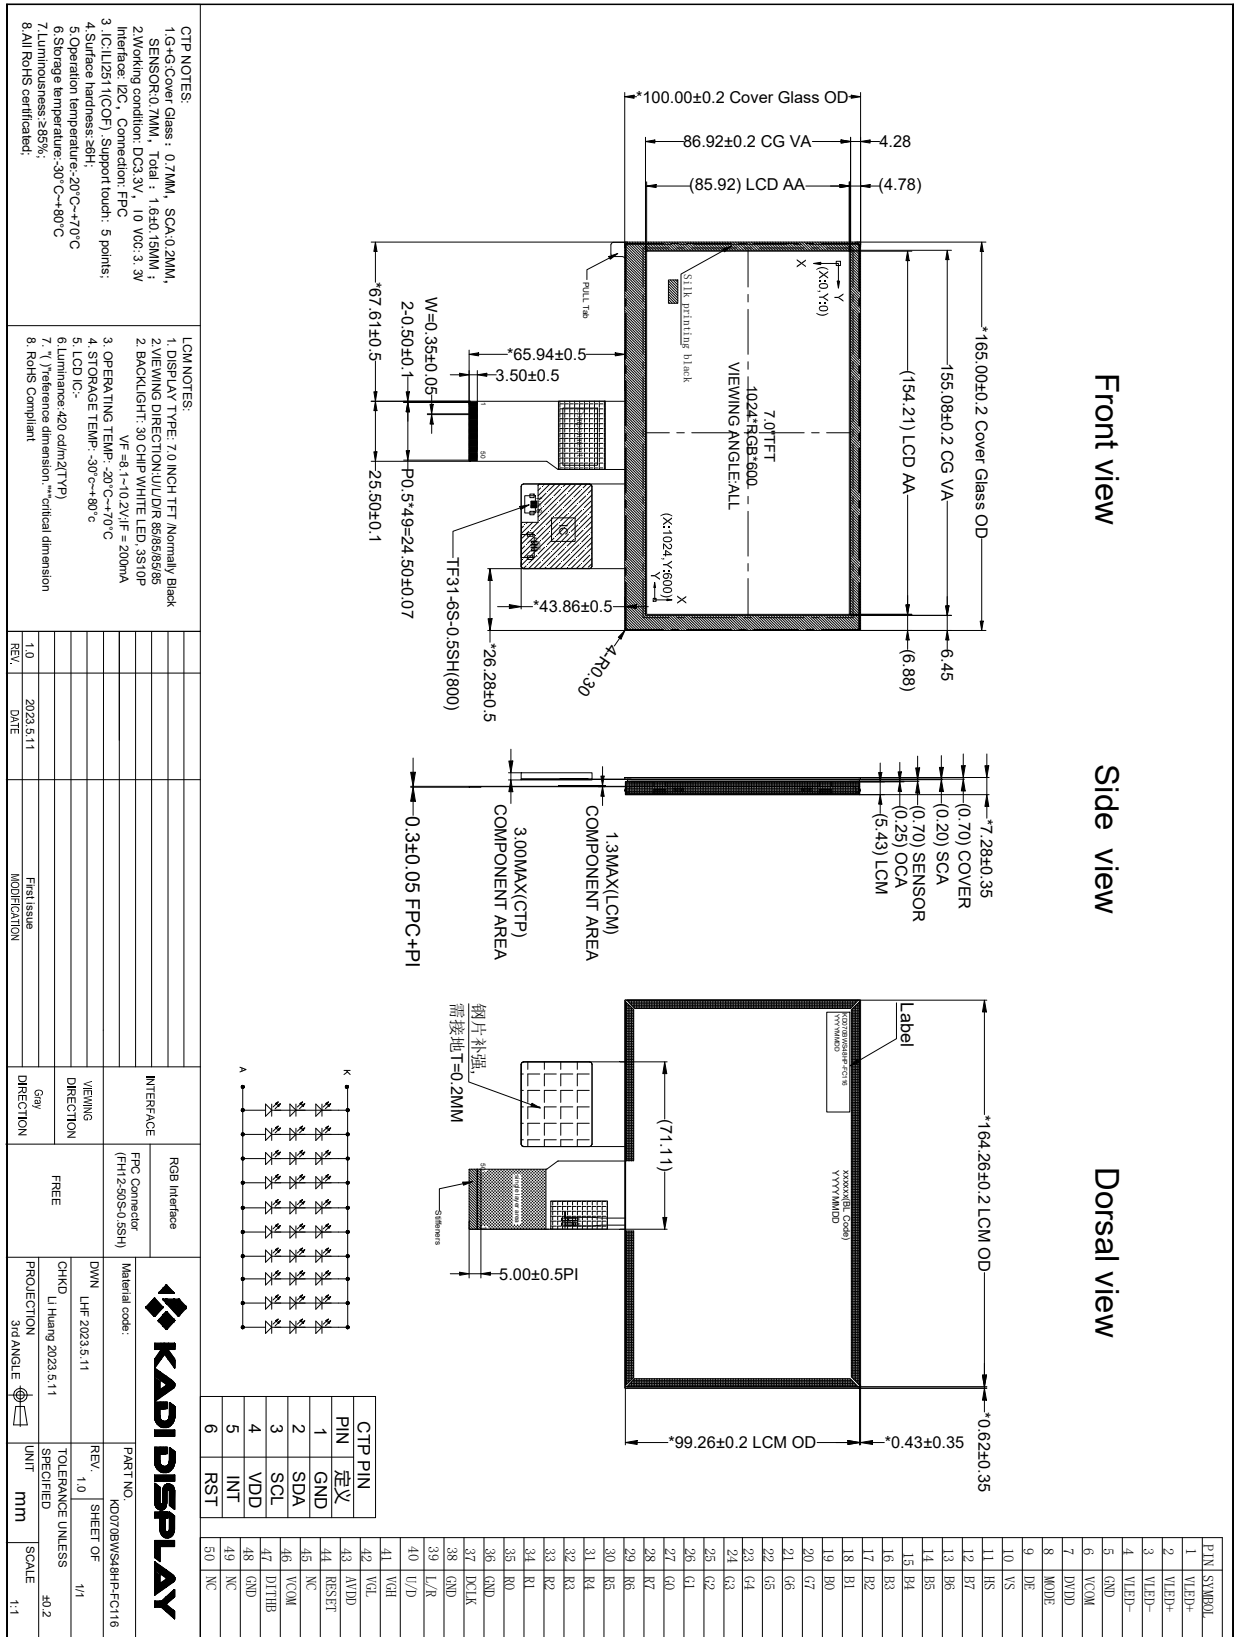 Front view
Side view
Dorsal view
*165.00±0.2 Cover Glass OD
155.08±0.2 CG VA
6.45
(154.21) LCD AA
(6.88)
*100.00±0.2 Cover Glass OD
86.92±0.2 CG VA
4.28
(85.92) LCD AA
(4.78)
Y
(X:0,Y:0)
X
Silk printing black
7.0"TFT
1024*RGB*600
VIEWING ANGLE:ALL
(X:1024,Y:600)
X
Y
PULL Tab
*65.94±0.5
3.50±0.5
1
50
IC
*43.86±0.5
4-R0.30
*26.28±0.5
TF31-6S-0.5SH(800)
W=0.35±0.05
2-0.50±0.1
P0.5*49=24.50±0.07
*67.61±0.5
25.50±0.1
*7.28±0.35
(0.70) COVER
(0.20) SCA
(0.70) SENSOR
(0.25) OCA
(5.43) LCM
1.3MAX(LCM)
COMPONENT AREA
3.00MAX(CTP)
COMPONENT AREA
0.3±0.05 FPC+PI
*164.26±0.2 LCM OD
*0.62±0.35
*99.26±0.2 LCM OD
*0.43±0.35
Label
KD070BWS48HP-FC116
YYYYMMDD
XXXXXX(BL Code)
YYYYMMDD
(71.11)
钢片补强,
需接地T=0.2MM
50
singlelayer area
Stiffeners
5.00±0.5PI
K
A
CTP PIN
PIN 定义
1 GND
2 SDA
3 SCL
4 VDD
5 INT
6 RST
PIN SYMBOL
1 VLED+
2 VLED+
3 VLED-
4 VLED-
5 GND
6 VCOM
7 DVDD
8 MODE
9 DE
10 VS
11 HS
12 B7
13 B6
14 B5
15 B4
16 B3
17 B2
18 B1
19 B0
20 G7
21 G6
22 G5
23 G4
24 G3
25 G2
26 G1
27 G0
28 R7
29 R6
30 R5
31 R4
32 R3
33 R2
34 R1
35 R0
36 GND
37 DCLK
38 GND
39 L/R
40 U/D
41 VGH
42 VGL
43 AVDD
44 RESET
45 NC
46 VCOM
47 DITHB
48 GND
49 NC
50 NC
CTP NOTES:
1.G+G:Cover Glass: 0.7MM, SCA:0.2MM,
SENSOR:0.7MM, Total: 1.6±0.15MM;
2.Working condition: DC3.3V, IO VCC:3.3V
Interface: I2C, Connection: FPC
3 .IC:ILI2511(COF) .Support touch: 5 points;
4.Surface hardness:≥6H;
5.Operation temperature:-20°C~+70°C
6.Storage temperature:-30°C~+80°C
7.Luminousness:≥85%;
8.All RoHS certificated;
LCM NOTES:
1. DISPLAY TYPE: 7.0 INCH TFT /Normally Black
2.VIEWING DIRECTION:U/L/D/R 85/85/85/85
2. BACKLIGHT: 30 CHIP WHITE LED, 3S10P
VF =8.1~10.2V;IF = 200mA
3. OPERATING TEMP: -20°C~+70°C
4. STORAGE TEMP: -30°c~+80°c
5. LCD IC:-
6.Luminance:420 cd/m2(TYP)
7. "( )"reference dimension.""*critical dimension
8. RoHS Compliant
1.0 2023.5.11 First issue
REV. DATE MODIFICATION
INTERFACE RGB Interface
FPC Connector
(FH12-50S-0.5SH)
VIEWING
DIRECTION
Gray
DIRECTION
FREE
KADI DISPLAY
Material code:
PART NO.
KD070BWS48HP-FC116
DWN LHF 2023.5.11
REV. 1.0
SHEET OF 1/1
CHKD Li Huang 2023.5.11
TOLERANCE UNLESS
SPECIFIED ±0.2
PROJECTION
3rd ANGLE
UNIT mm
SCALE 1:1